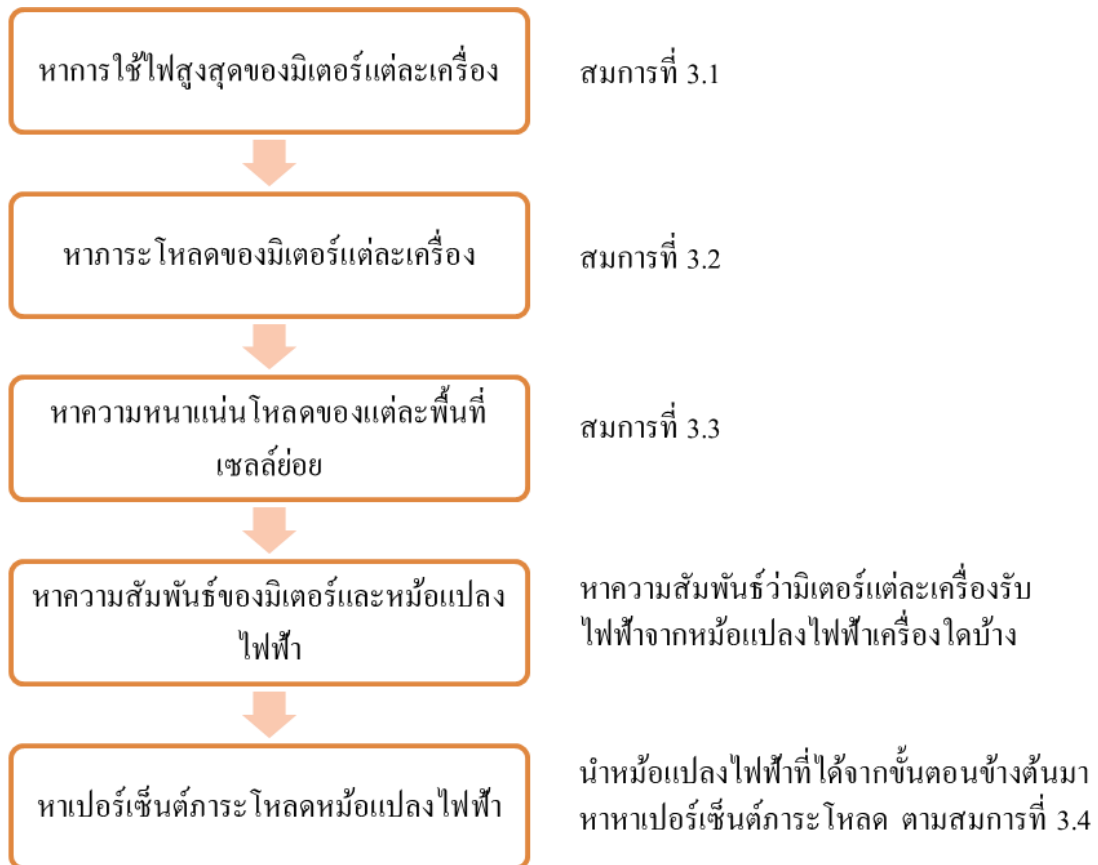 หาการใช้ไฟสูงสุดของมิเตอร์แต่ละเครื่อง
สมการที่ 3.1
หาภาระโหลดของมิเตอร์แต่ละเครื่อง
สมการที่ 3.2
หาความหนาแน่นโหลดของแต่ละพื้นที่
เซลล์ย่อย
สมการที่ 3.3
หาความสัมพันธ์ของมิเตอร์และหม้อแปลง
ไฟฟ้า
หาความสัมพันธ์ว่ามิเตอร์แต่ละเครื่องรับ
ไฟฟ้าจากหม้อแปลงไฟฟ้าเครื่องใดบ้าง
หาเปอร์เซ็นต์ภาระโหลดหม้อแปลงไฟฟ้า
นำหม้อแปลงไฟฟ้าที่ได้จากขั้นตอนข้างต้นมา
หาหาเปอร์เซ็นต์ภาระโหลด ตามสมการที่ 3.4